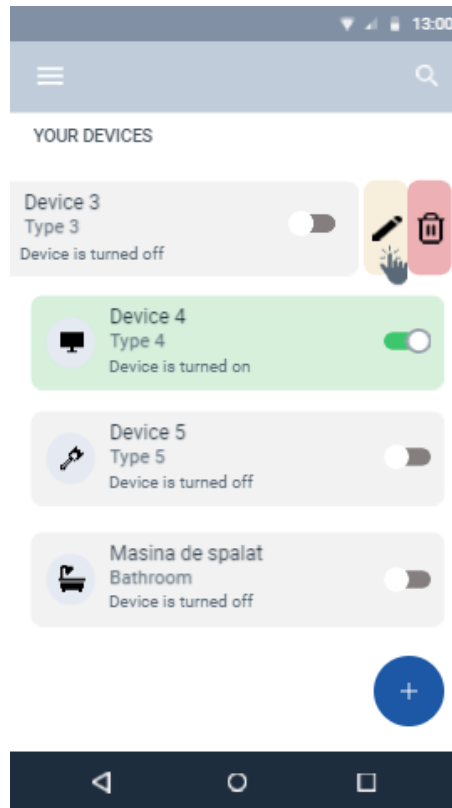 13:00
YOUR DEVICES
Device 3
Type 3
Device is turned off
Device 4
Type 4
Device is turned on
Device 5
Type 5
Device is turned off
Masina de spalat
Bathroom
Device is turned off